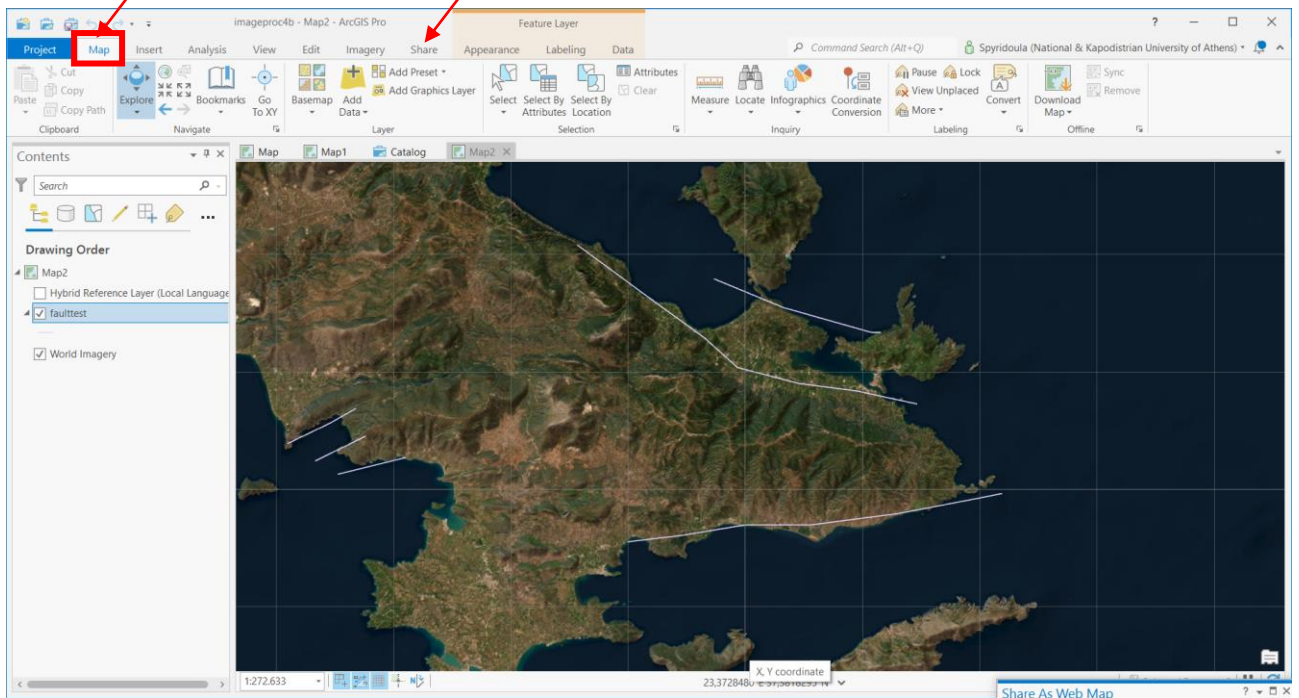 imageproc4b - Map2 - ArcGIS Pro
Feature Layer
?
Project Map Insert Analysis View Edit Imagery Share Appearance Labeling Data
Command Search (Alt+Q)
Spyridoula (National & Kapodistrian University of Athens)
Paste
Cut
Copy
Copy Path
Clipboard
Explore
Bookmarks
Go To XY
Navigate
Basemap
Add Data
Add Preset
Add Graphics Layer
Layer
Select
Select By Attributes
Select By Location
Attributes
Clear
Selection
Measure
Locate
Infographics
Coordinate Conversion
Inquiry
Pause
Lock
View Unplaced
More
Convert
Labeling
Download Map
Sync
Remove
Offline
Contents
Search
Drawing Order
Map2
Hybrid Reference Layer (Local Language
faulttest
World Imagery
Map
Map1
Catalog
Map2
1:272.633
X, Y coordinate
Share As Web Map
?